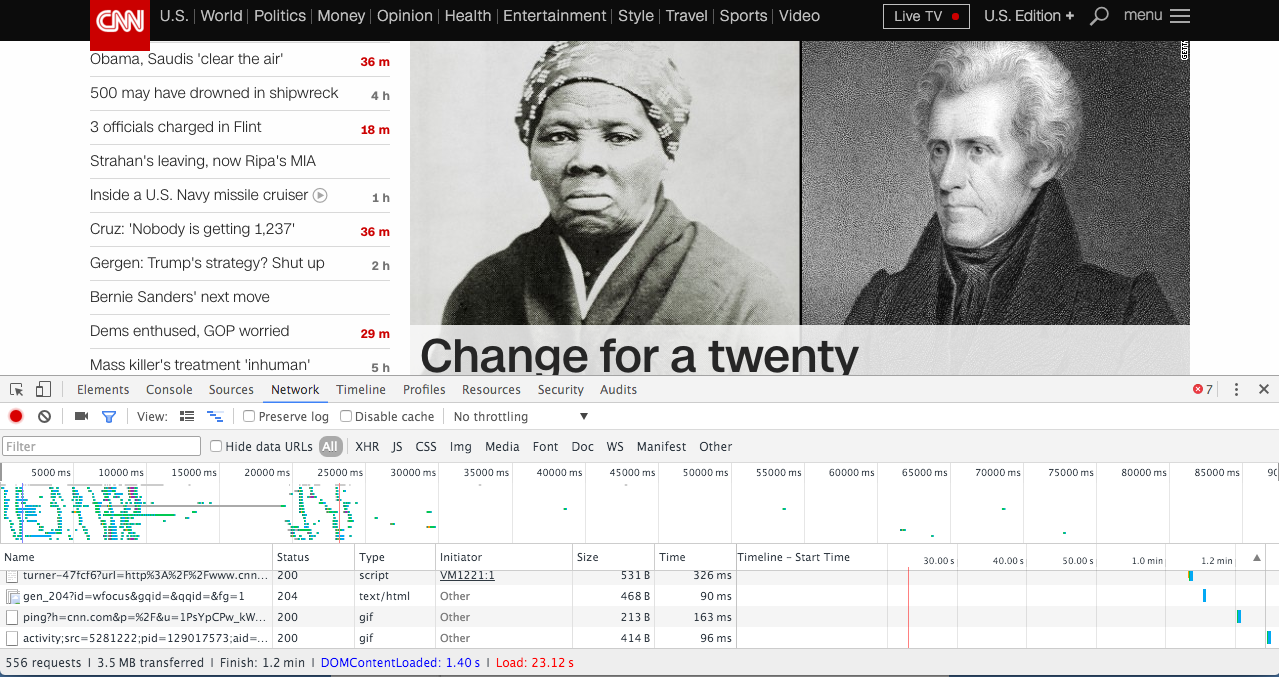 CNN U.S. World Politics Money Opinion Health Entertainment Style Travel Sports Video Live TV U.S. Edition + menu
Obama, Saudis 'clear the air' 36 m
500 may have drowned in shipwreck 4 h
3 officials charged in Flint 18 m
Strahan's leaving, now Ripa's MIA
Inside a U.S. Navy missile cruiser 1 h
Cruz: 'Nobody is getting 1,237' 36 m
Gergen: Trump's strategy? Shut up 2 h
Bernie Sanders' next move
Dems enthused, GOP worried 29 m
Mass killer's treatment 'inhuman' 5 h
GETTY
Change for a twenty
Elements Console Sources Network Timeline Profiles Resources Security Audits 7
View: Preserve log Disable cache No throttling
Filter Hide data URLs All XHR JS CSS Img Media Font Doc WS Manifest Other
5000 ms 10000 ms 15000 ms 20000 ms 25000 ms 30000 ms 35000 ms 40000 ms 45000 ms 50000 ms 55000 ms 60000 ms 65000 ms 70000 ms 75000 ms 80000 ms 85000 ms 90
Name Status Type Initiator Size Time Timeline – Start Time 30.00 s 40.00 s 50.00 s 1.0 min 1.2 min
turner-47fcf6?url=http%3A%2F%2Fwww.cnn... 200 script VM1221:1 531 B 326 ms
gen_204?id=wfocus&gqid=&qqid=&fg=1 204 text/html Other 468 B 90 ms
ping?h=cnn.com&p=%2F&u=1PsYpCPw_kW... 200 gif Other 213 B 163 ms
activity;src=5281222;pid=129017573;aid=... 200 gif Other 414 B 96 ms
556 requests | 3.5 MB transferred | Finish: 1.2 min | DOMContentLoaded: 1.40 s | Load: 23.12 s